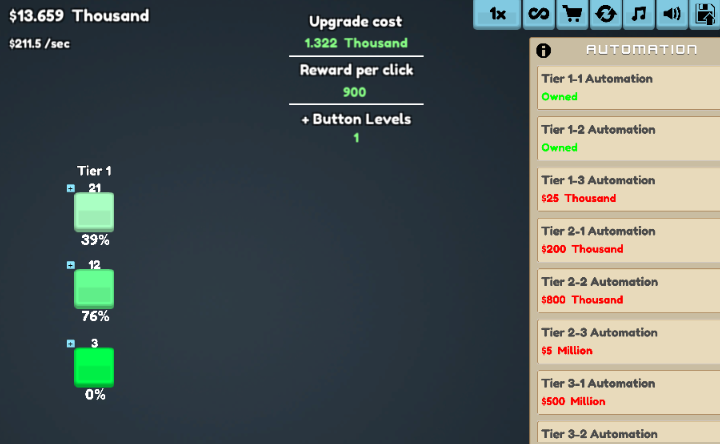 $13.659 Thousand
$211.5 /sec
Upgrade cost
1.322 Thousand
Reward per click
900
+ Button Levels
1
1x
AUTOMATION
Tier 1-1 Automation
Owned
Tier 1-2 Automation
Owned
Tier 1-3 Automation
$25 Thousand
Tier 2-1 Automation
$200 Thousand
Tier 2-2 Automation
$800 Thousand
Tier 2-3 Automation
$5 Million
Tier 3-1 Automation
$500 Million
Tier 3-2 Automation
Tier 1
21
39%
12
76%
3
0%